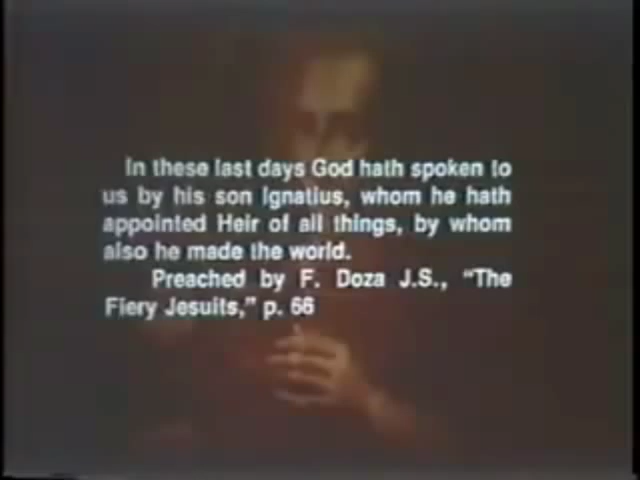 In these last days God hath spoken to
us by his son Ignatius, whom he hath
appointed Heir of all things, by whom
also he made the world.
Preached by F. Doza J.S., "The
Fiery Jesuits," p. 66